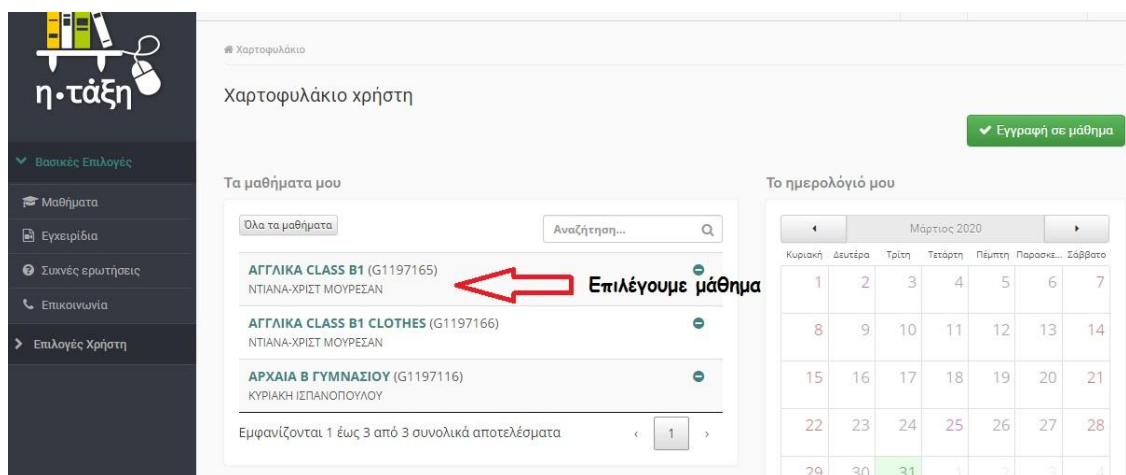 η·τάξη
Βασικές Επιλογές
Μαθήματα
Εγχειρίδια
Συχνές ερωτήσεις
Επικοινωνία
Επιλογές Χρήστη
Χαρτοφυλάκιο
Χαρτοφυλάκιο χρήστη
Εγγραφή σε μάθημα
Τα μαθήματα μου
Όλα τα μαθήματα
Αναζήτηση...
ΑΓΓΛΙΚΑ CLASS B1 (G1197165)
ΝΤΙΑΝΑ-ΧΡΙΣΤ ΜΟΥΡΕΣΑΝ
Επιλέγουμε μάθημα
ΑΓΓΛΙΚΑ CLASS B1 CLOTHES (G1197166)
ΝΤΙΑΝΑ-ΧΡΙΣΤ ΜΟΥΡΕΣΑΝ
ΑΡΧΑΙΑ Β ΓΥΜΝΑΣΙΟΥ (G1197116)
ΚΥΡΙΑΚΗ ΙΣΠΑΝΟΠΟΥΛΟΥ
Εμφανίζονται 1 έως 3 από 3 συνολικά αποτελέσματα ‹ 1 ›
Το ημερολόγιό μου
Μάρτιος 2020
Κυριακή Δευτέρα Τρίτη Τετάρτη Πέμπτη Παρασκε... Σάββατο
1 2 3 4 5 6 7
8 9 10 11 12 13 14
15 16 17 18 19 20 21
22 23 24 25 26 27 28
29 30 31 1 2 3 4